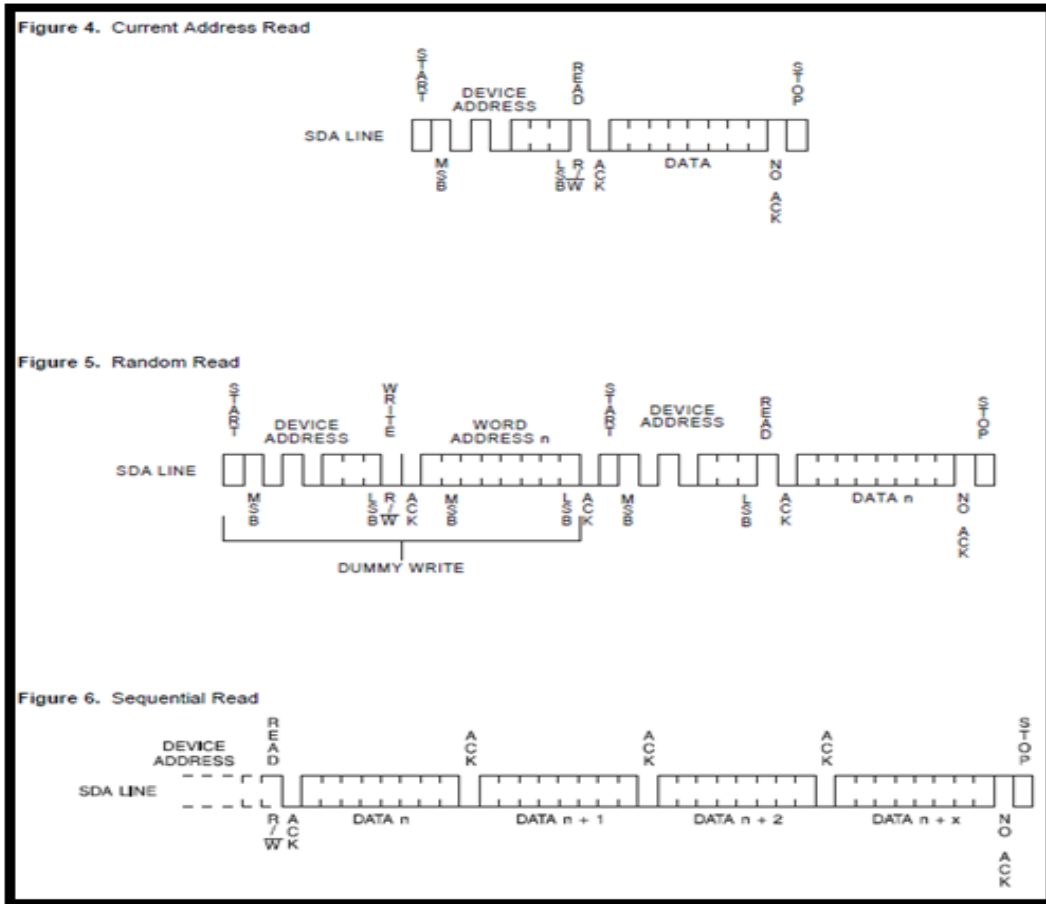 Figure 4. Current Address Read
START
READ
STOP
DEVICE
ADDRESS
SDA LINE
MSB
LSB
R/W
ACK
DATA
NO ACK
Figure 5. Random Read
START
WRITE
START
READ
STOP
DEVICE
ADDRESS
WORD
ADDRESS n
DEVICE
ADDRESS
SDA LINE
MSB
LSB
R/W
ACK
MSB
LSB
ACK
MSB
LSB
ACK
DATA n
NO ACK
DUMMY WRITE
Figure 6. Sequential Read
READ
ACK
ACK
ACK
STOP
DEVICE
ADDRESS
SDA LINE
R/W
ACK
DATA n
DATA n + 1
DATA n + 2
DATA n + x
NO ACK